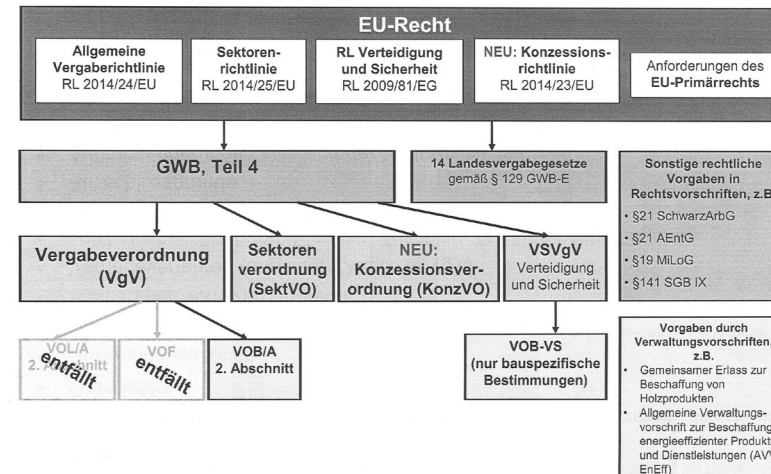 EU-Recht
Allgemeine
Vergaberichtlinie
RL 2014/24/EU
Sektoren-
richtlinie
RL 2014/25/EU
RL Verteidigung
und Sicherheit
RL 2009/81/EG
NEU: Konzessions-
richtlinie
RL 2014/23/EU
Anforderungen des
EU-Primärrechts
GWB, Teil 4
14 Landesvergabegesetze
gemäß § 129 GWB-E
Sonstige rechtliche
Vorgaben in
Rechtsvorschriften, z.B
• §21 SchwarzArbG
• §21 AEntG
• §19 MiLoG
• §141 SGB IX
Vergabeverordnung
(VgV)
Sektoren
verordnung
(SektVO)
NEU:
Konzessionsver-
ordnung (KonzVO)
VSVgV
Verteidigung
und Sicherheit
VOL/A
2. Abschnitt
entfällt
VOF
entfällt
VOB/A
2. Abschnitt
VOB-VS
(nur bauspezifische
Bestimmungen)
Vorgaben durch
Verwaltungsvorschriften,
z.B.
• Gemeinsamer Erlass zur
Beschaffung von
Holzprodukten
• Allgemeine Verwaltungs-
vorschrift zur Beschaffung
energieeffizienter Produkt
und Dienstleistungen (AVV
EnEff)